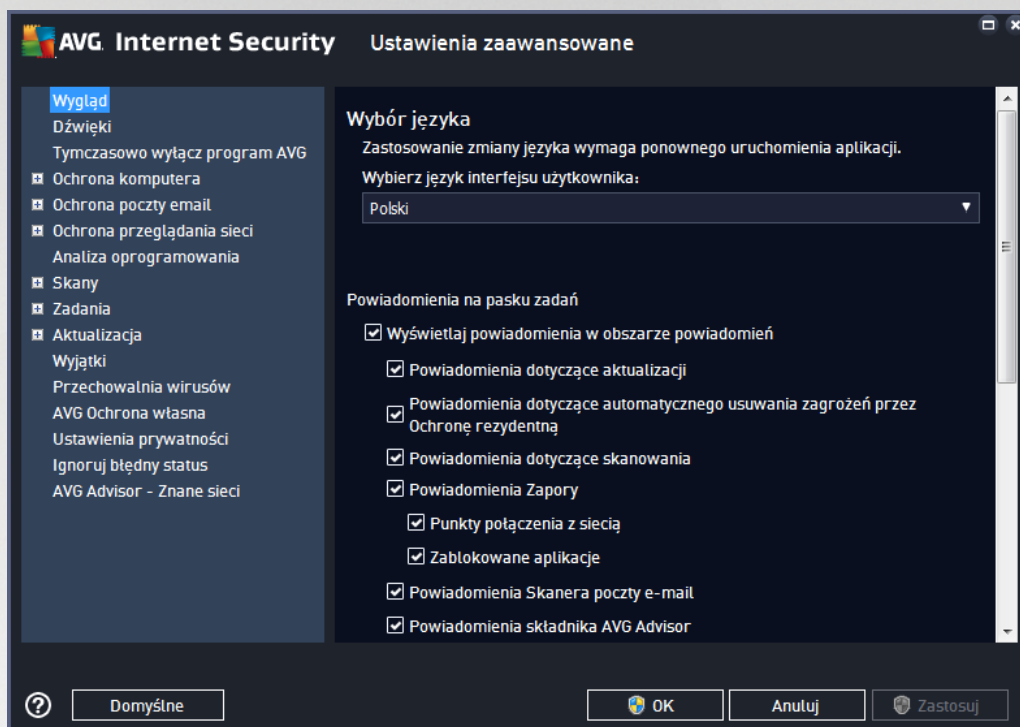 AVG. Internet Security
Ustawienia zaawansowane
Wygląd
Dźwięki
Tymczasowo wyłącz program AVG
Ochrona komputera
Ochrona poczty email
Ochrona przeglądania sieci
Analiza oprogramowania
Skany
Zadania
Aktualizacja
Wyjątki
Przechowalnia wirusów
AVG Ochrona własna
Ustawienia prywatności
Ignoruj błędny status
AVG Advisor - Znane sieci
Wybór języka
Zastosowanie zmiany języka wymaga ponownego uruchomienia aplikacji.
Wybierz język interfejsu użytkownika:
Polski
Powiadomienia na pasku zadań
Wyświetlaj powiadomienia w obszarze powiadomień
Powiadomienia dotyczące aktualizacji
Powiadomienia dotyczące automatycznego usuwania zagrożeń przez
Ochronę rezydentną
Powiadomienia dotyczące skanowania
Powiadomienia Zapory
Punkty połączenia z siecią
Zablokowane aplikacje
Powiadomienia Skanera poczty e-mail
Powiadomienia składnika AVG Advisor
Domyślne
OK
Anuluj
Zastosuj